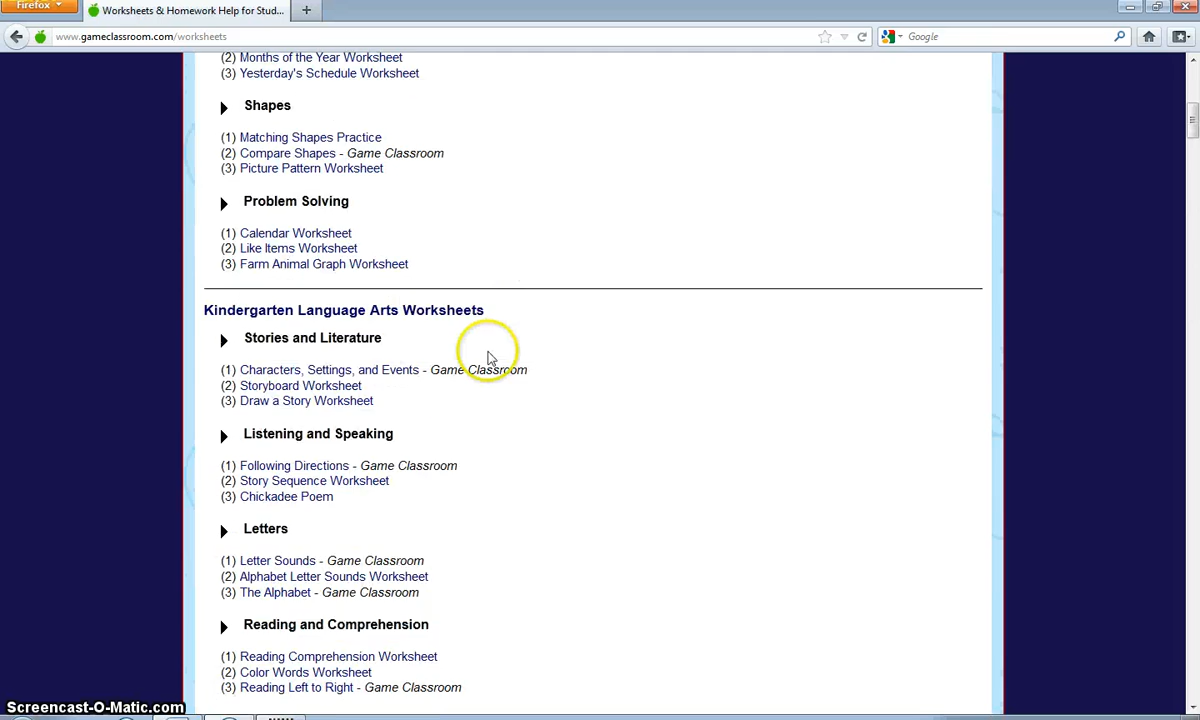 Firefox
Worksheets & Homework Help for Stud...
www.gameclassroom.com/worksheets
Google
(2) Months of the Year Worksheet
(3) Yesterday's Schedule Worksheet
Shapes
(1) Matching Shapes Practice
(2) Compare Shapes - Game Classroom
(3) Picture Pattern Worksheet
Problem Solving
(1) Calendar Worksheet
(2) Like Items Worksheet
(3) Farm Animal Graph Worksheet
Kindergarten Language Arts Worksheets
Stories and Literature
(1) Characters, Settings, and Events - Game Classroom
(2) Storyboard Worksheet
(3) Draw a Story Worksheet
Listening and Speaking
(1) Following Directions - Game Classroom
(2) Story Sequence Worksheet
(3) Chickadee Poem
Letters
(1) Letter Sounds - Game Classroom
(2) Alphabet Letter Sounds Worksheet
(3) The Alphabet - Game Classroom
Reading and Comprehension
(1) Reading Comprehension Worksheet
(2) Color Words Worksheet
(3) Reading Left to Right - Game Classroom
Screencast-O-Matic.com